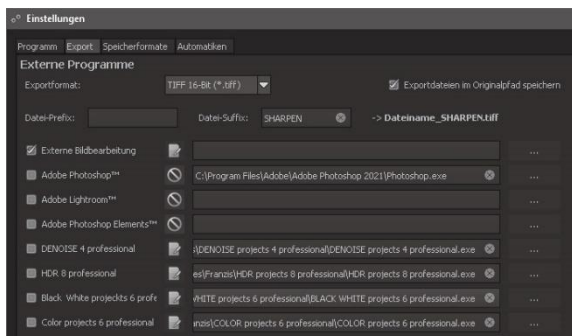 Einstellungen
Programm Export Speicherformate Automatiken
Externe Programme
Exportformat: TIFF 16-Bit (*.tiff) Exportdateien im Originalpfad speichern
Datei-Prefix: Datei-Suffix: SHARPEN -> Dateiname_SHARPEN.tiff
Externe Bildbearbeitung ...
Adobe Photoshop™ C:\Program Files\Adobe\Adobe Photoshop 2021\Photoshop.exe ...
Adobe Lightroom™ ...
Adobe Photoshop Elements™ ...
DENOISE 4 professional s\DENOISE projects 4 professional\DENOISE projects 4 professional.exe ...
HDR 8 professional es\Franzis\HDR projects 8 professional\HDR projects 8 professional.exe ...
Black White projeckts 6 profe WHITE projects 6 professional\BLACK WHITE projects 6 professional.exe ...
Color projects 6 professional anzis\COLOR projects 6 professional\COLOR projects 6 professional.exe ...